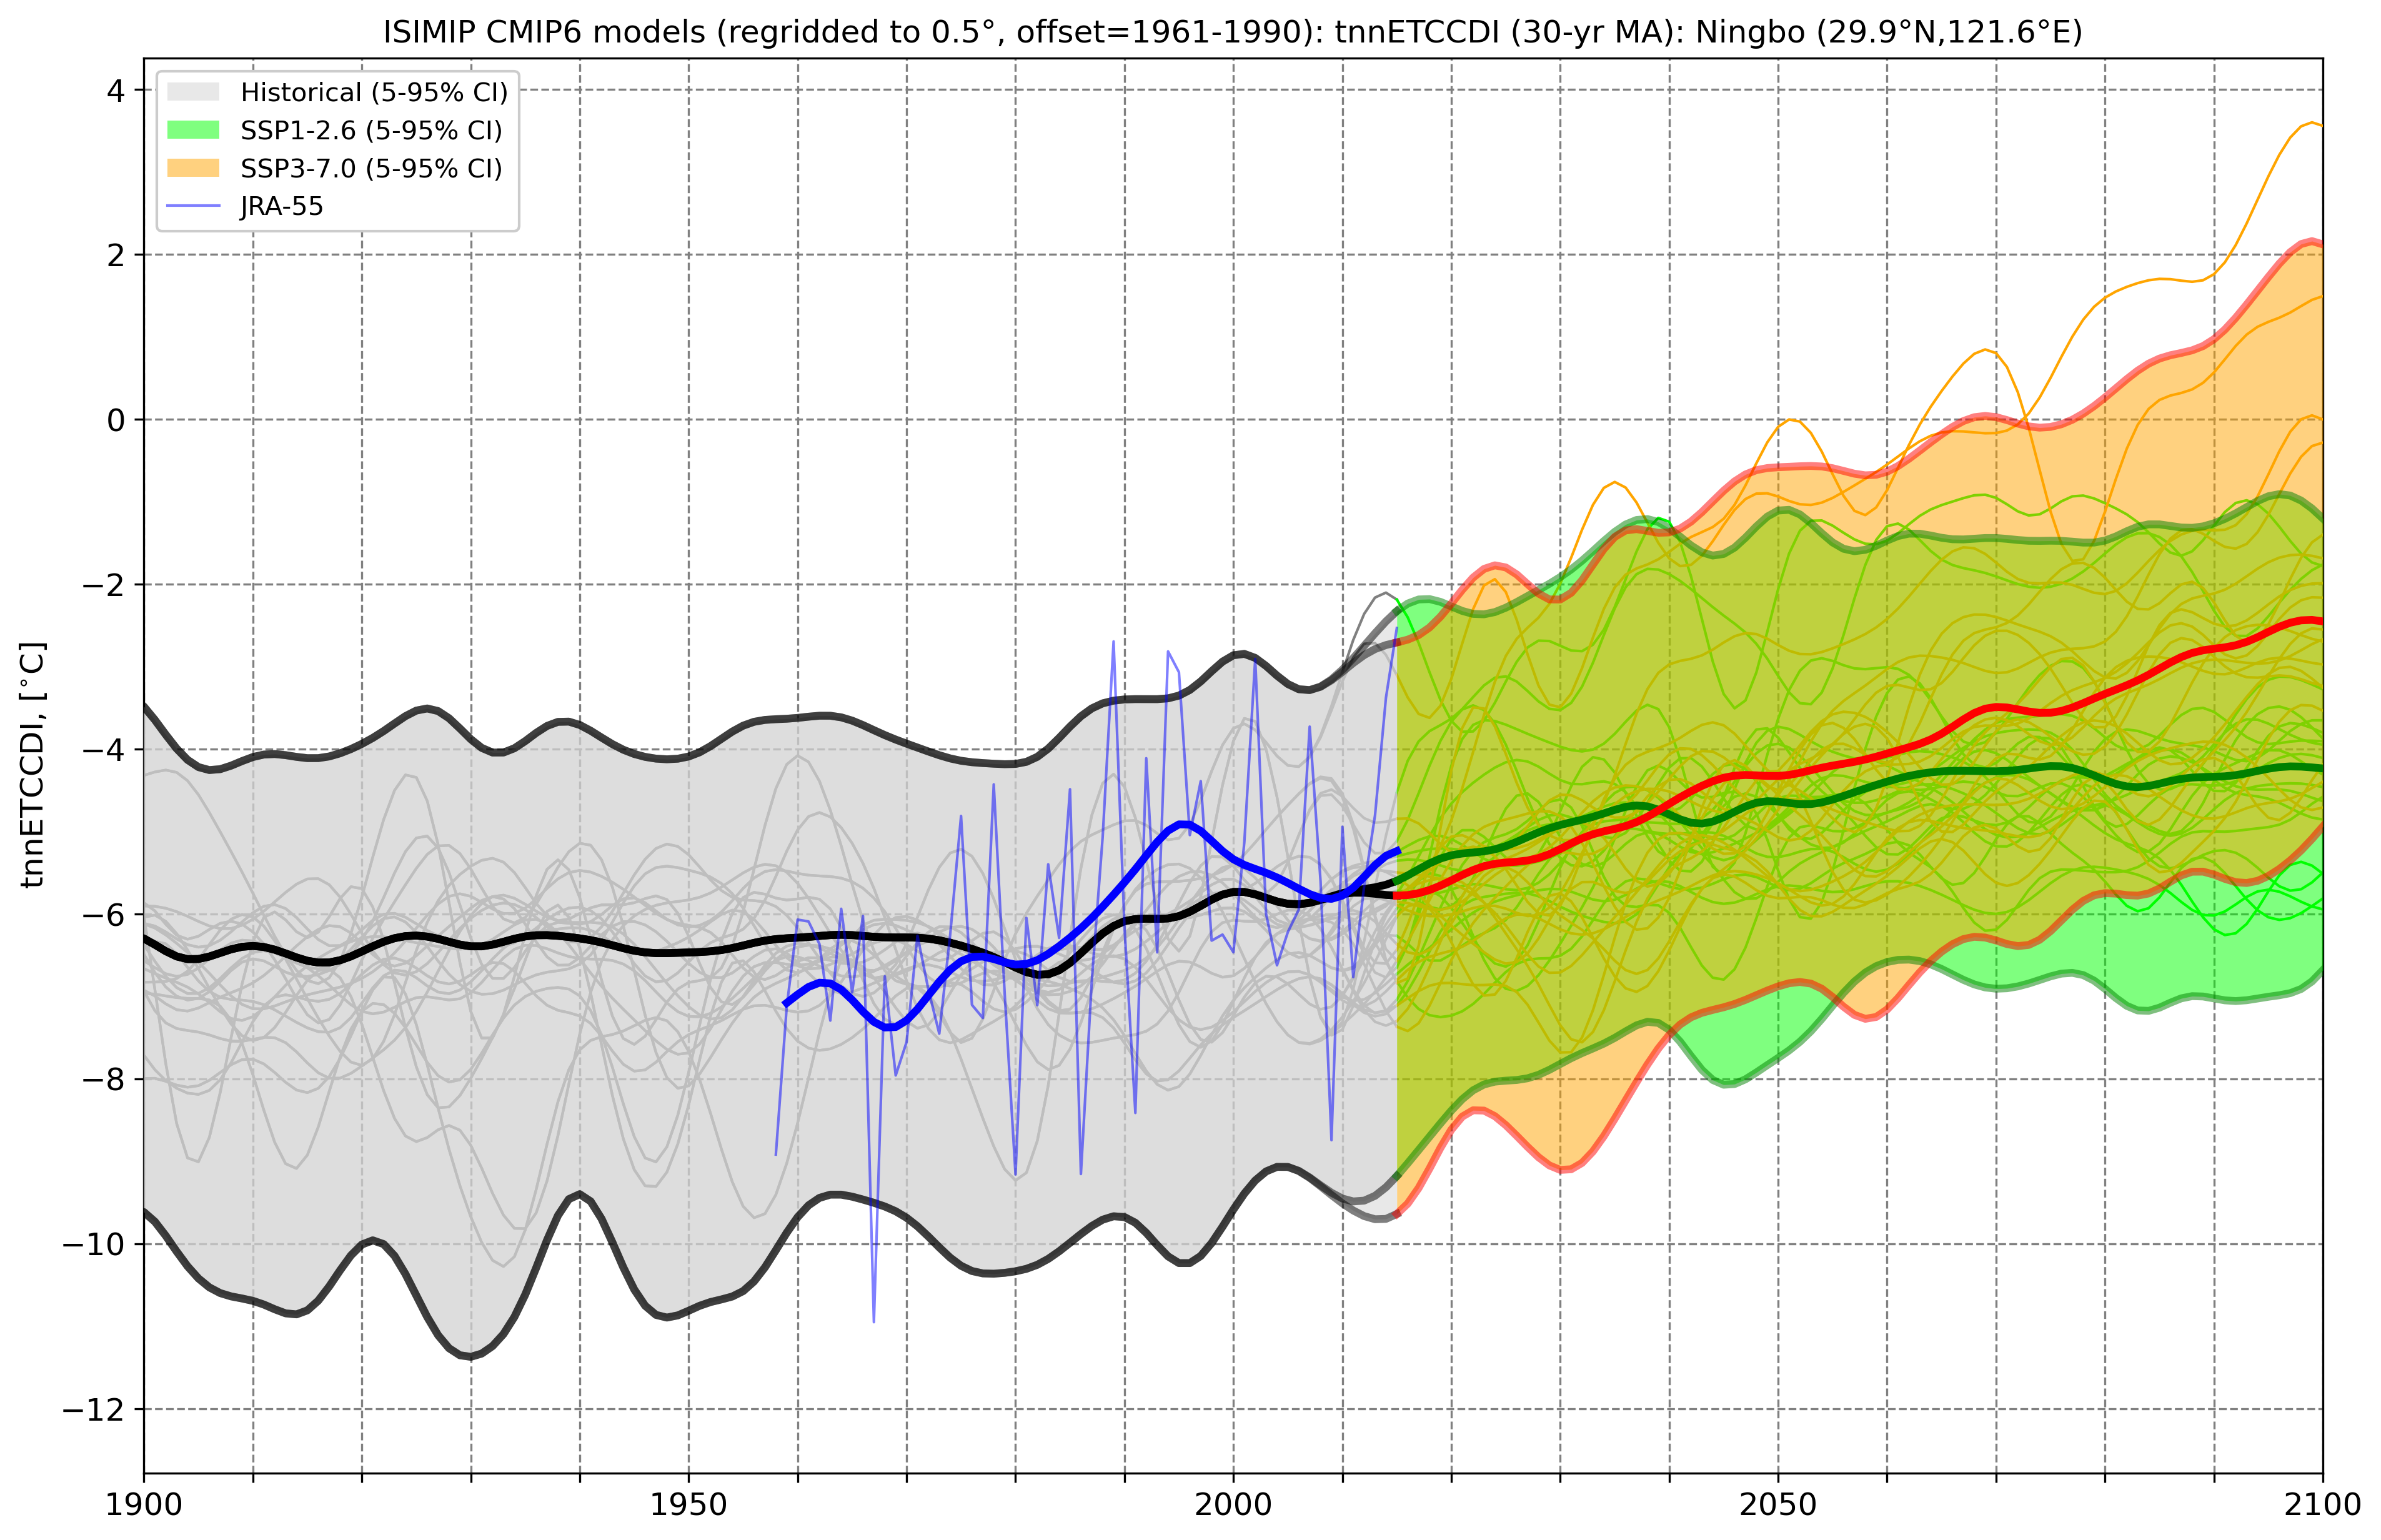 ISIMIP CMIP6 models (regridded to 0.5°, offset=1961-1990): tnnETCCDI (30-yr MA): Ningbo (29.9°N,121.6°E)
Historical (5-95% CI)
SSP1-2.6 (5-95% CI)
SSP3-7.0 (5-95% CI)
JRA-55
tnnETCCDI, [°C]
4
2
0
−2
−4
−6
−8
−10
−12
1900 1950 2000 2050 2100